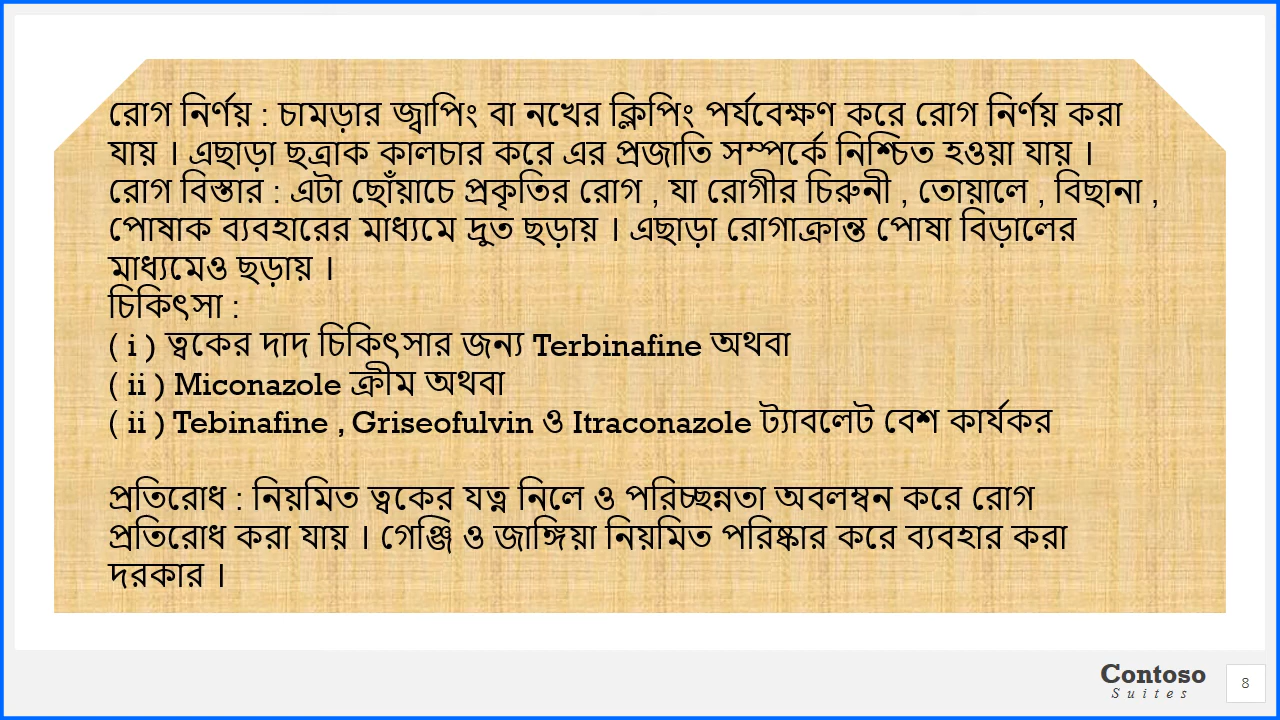 রোগ নির্ণয় : চামড়ার জ্বাপিং বা নখের ক্লিপিং পর্যবেক্ষণ করে রোগ নির্ণয় করা
যায় । এছাড়া ছত্রাক কালচার করে এর প্রজাতি সম্পর্কে নিশ্চিত হওয়া যায় ।
রোগ বিস্তার : এটা ছোঁয়াচে প্রকৃতির রোগ , যা রোগীর চিরুনী , তোয়ালে , বিছানা ,
পোষাক ব্যবহারের মাধ্যমে দ্রুত ছড়ায় । এছাড়া রোগাক্রান্ত পোষা বিড়ালের
মাধ্যমেও ছড়ায় ।
চিকিৎসা :
( i ) ত্বকের দাদ চিকিৎসার জন্য Terbinafine অথবা
( ii ) Miconazole ক্রীম অথবা
( ii ) Tebinafine , Griseofulvin ও Itraconazole ট্যাবলেট বেশ কার্যকর
প্রতিরোধ : নিয়মিত ত্বকের যত্ন নিলে ও পরিচ্ছন্নতা অবলম্বন করে রোগ
প্রতিরোধ করা যায় । গেঞ্জি ও জাঙ্গিয়া নিয়মিত পরিষ্কার করে ব্যবহার করা
দরকার ।
Contoso
Suites
8